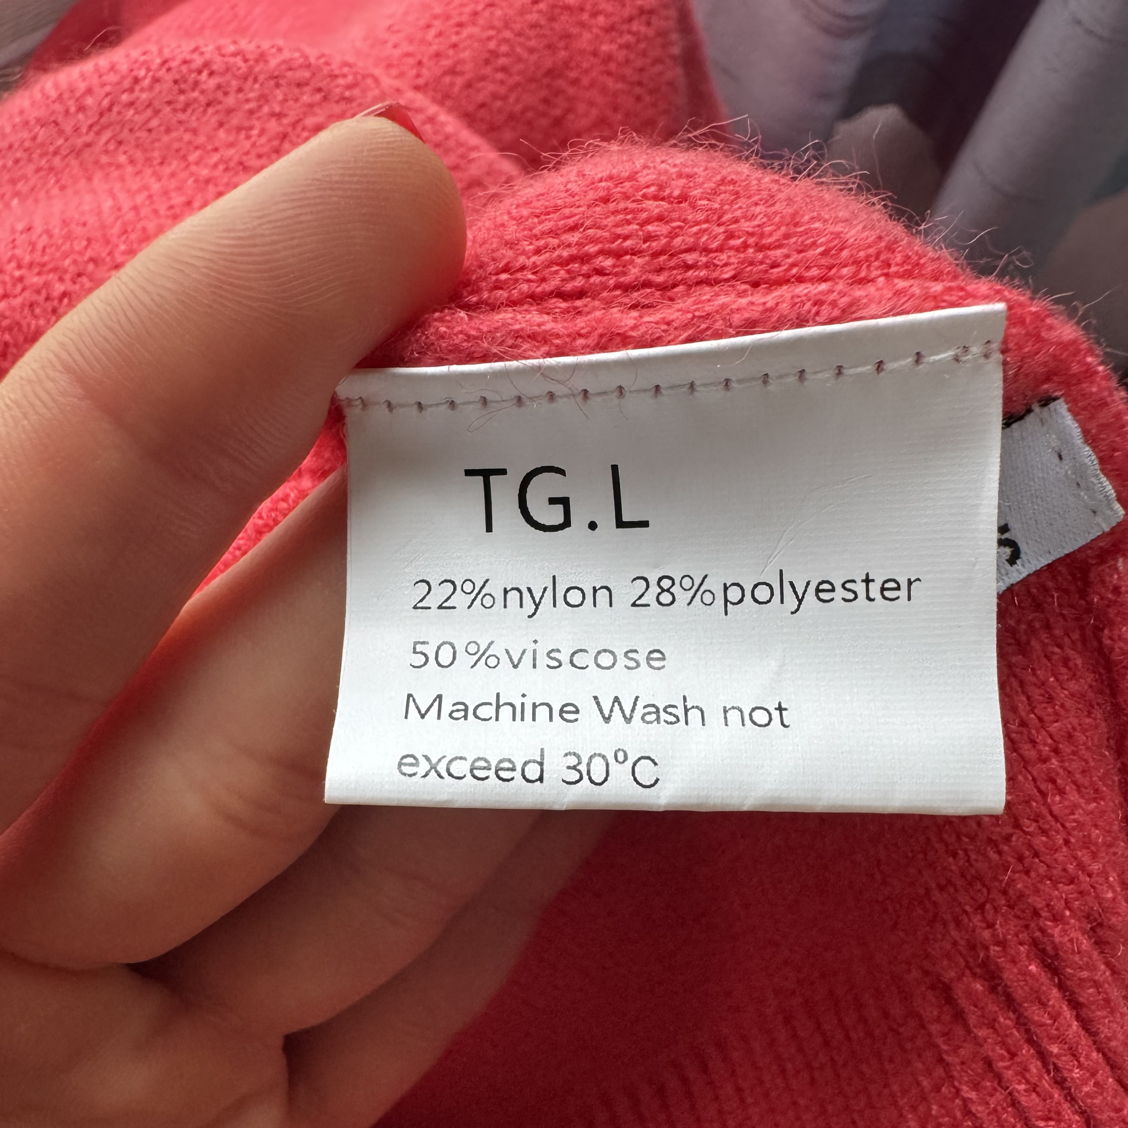 TG.L
22%nylon 28%polyester
50%viscose
Machine Wash not
exceed 30°C